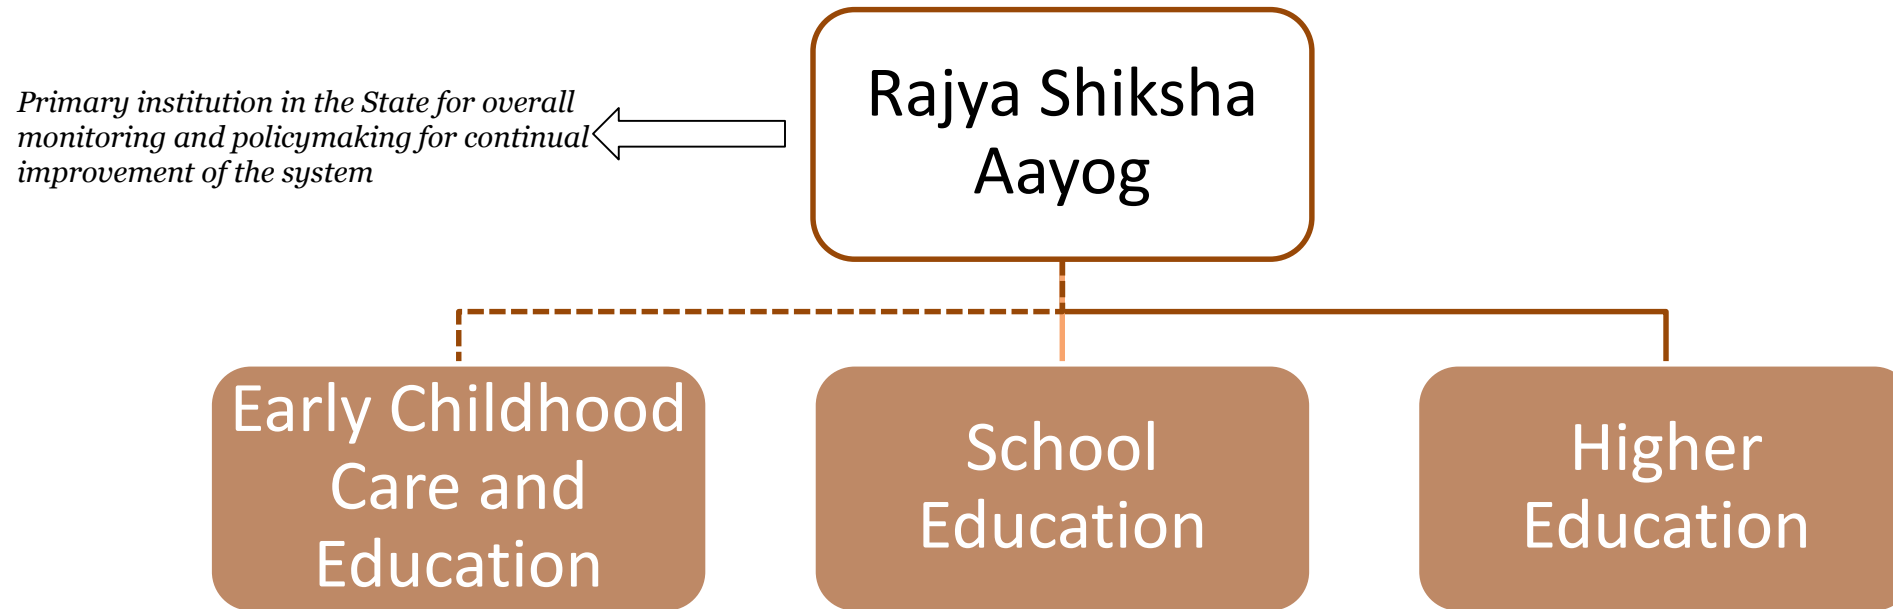 Rajya Shiksha
Aayog
Primary institution in the State for overall
monitoring and policymaking for continual
improvement of the system
Early Childhood
Care and
Education
School
Education
Higher
Education